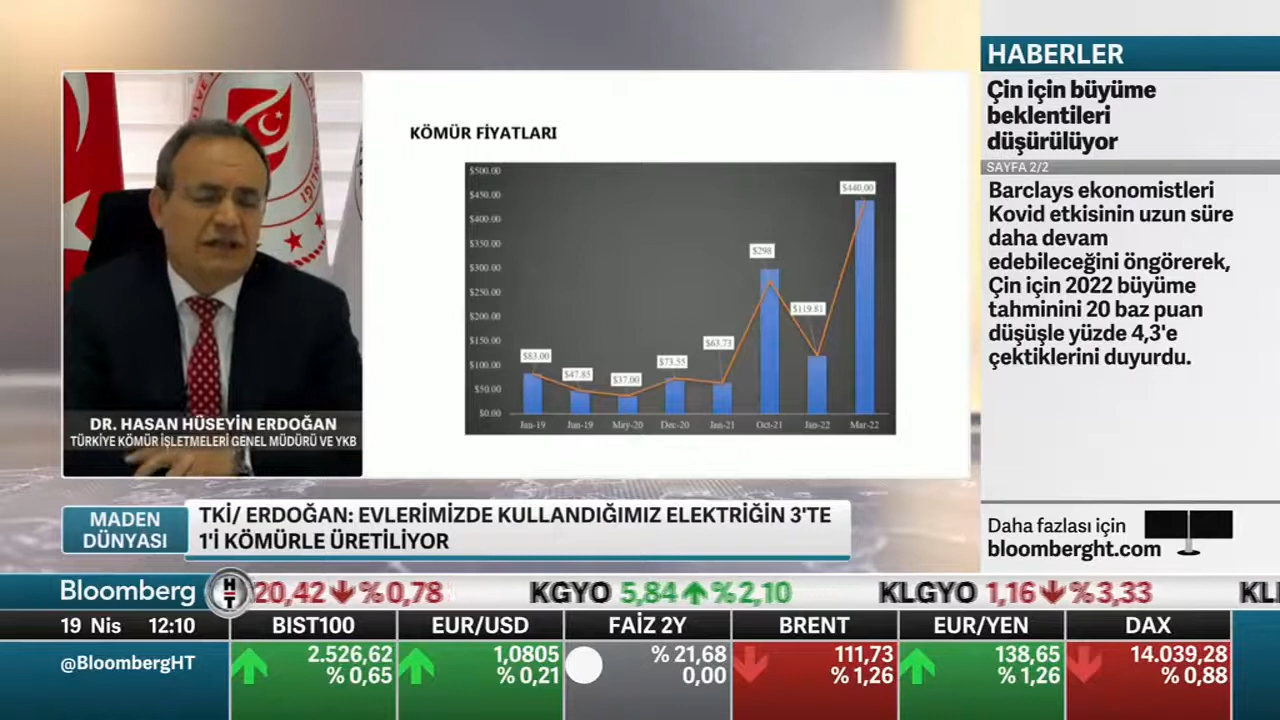 HABERLER
Çin için büyüme
beklentileri
düşürülüyor
SAYFA 2/2
Barclays ekonomistleri
Kovid etkisinin uzun süre
daha devam
edebileceğini öngörerek,
Çin için 2022 büyüme
tahminini 20 baz puan
düşüşle yüzde 4,3'e
çektiklerini duyurdu.
Daha fazlası için
bloomberght.com
KÖMÜR FİYATLARI
$500.00
$450.00
$400.00
$350.00
$300.00
$250.00
$200.00
$150.00
$100.00
$50.00
$0.00
$83.00 $47.85 $37.00 $73.55 $63.73 $298 $119.81 $440.00
Jan-19 Jun-19 May-20 Dec-20 Jan-21 Oct-21 Jan-22 Mar-22
DR. HASAN HÜSEYİN ERDOĞAN
TÜRKİYE KÖMÜR İŞLETMELERİ GENEL MÜDÜRÜ VE YKB
MADEN
DÜNYASI
TKİ/ ERDOĞAN: EVLERİMİZDE KULLANDIĞIMIZ ELEKTRİĞİN 3'TE
1'İ KÖMÜRLE ÜRETİLİYOR
Bloomberg HT 20,42 %0,78 KGYO 5,84 %2,10 KLGYO 1,16 %3,33 KL
19 Nis 12:10 BIST100 EUR/USD FAİZ 2Y BRENT EUR/YEN DAX
@BloombergHT 2.526,62 1,0805 % 21,68 111,73 138,65 14.039,28
% 0,65 % 0,21 0,00 % 1,26 % 1,26 % 0,88